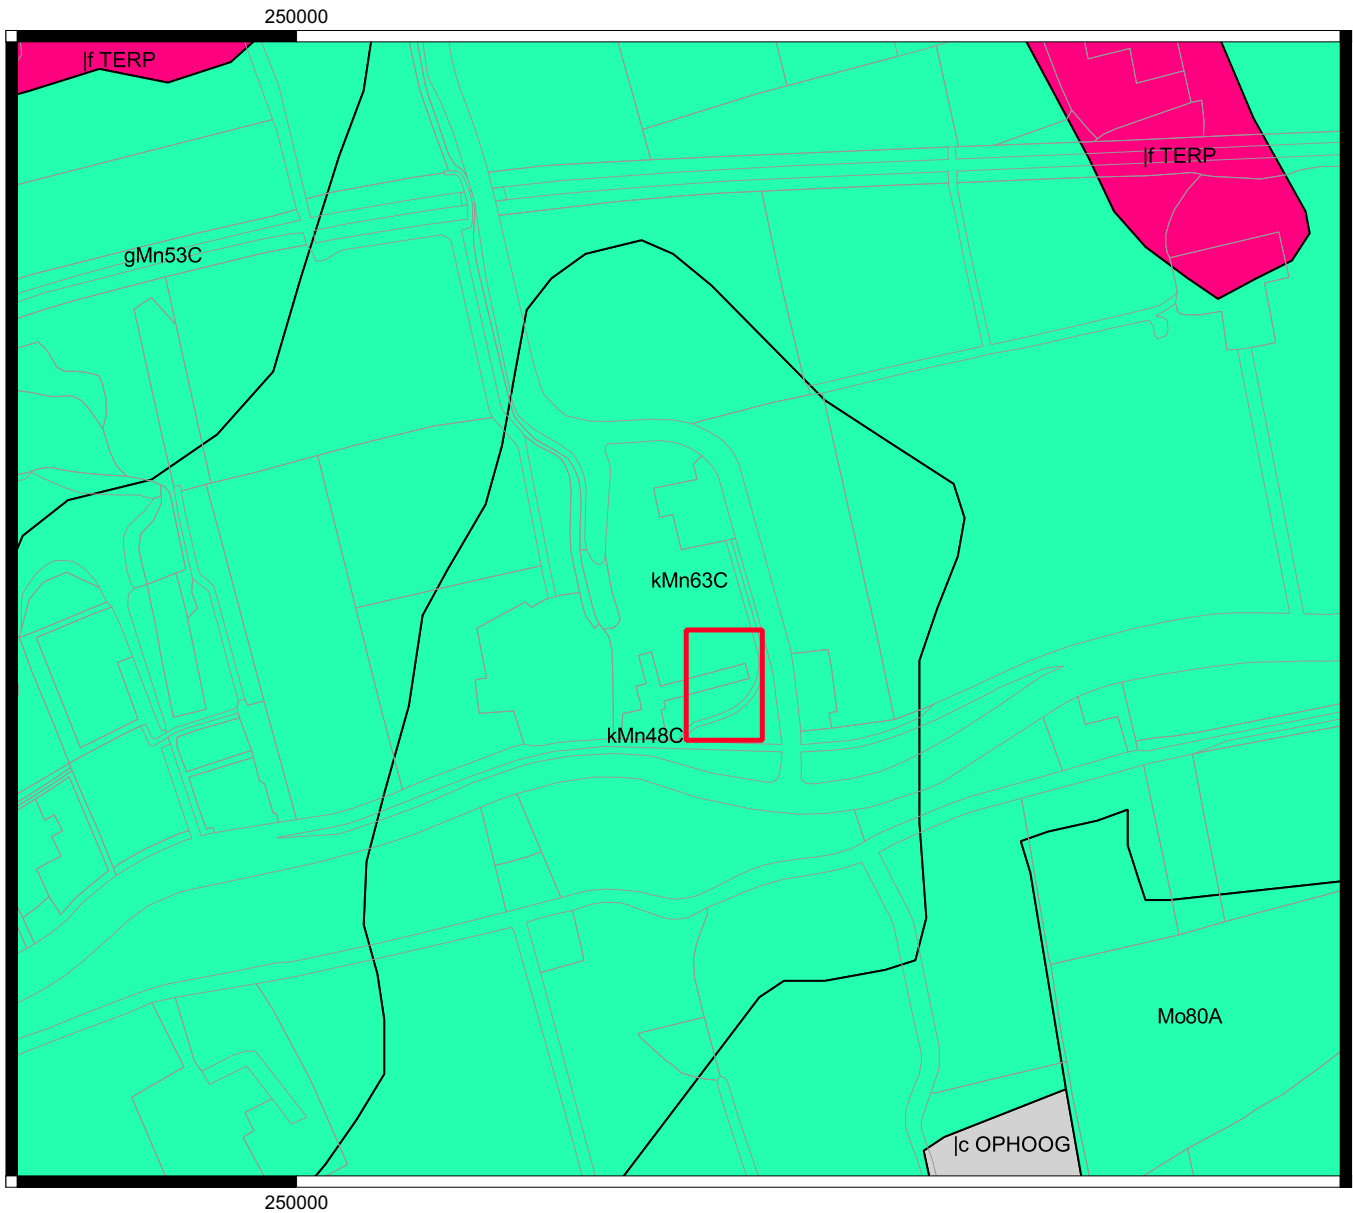 250000
|f TERP
|f TERP
gMn53C
kMn63C
kMn48C
Mo80A
|c OPHOOG
250000